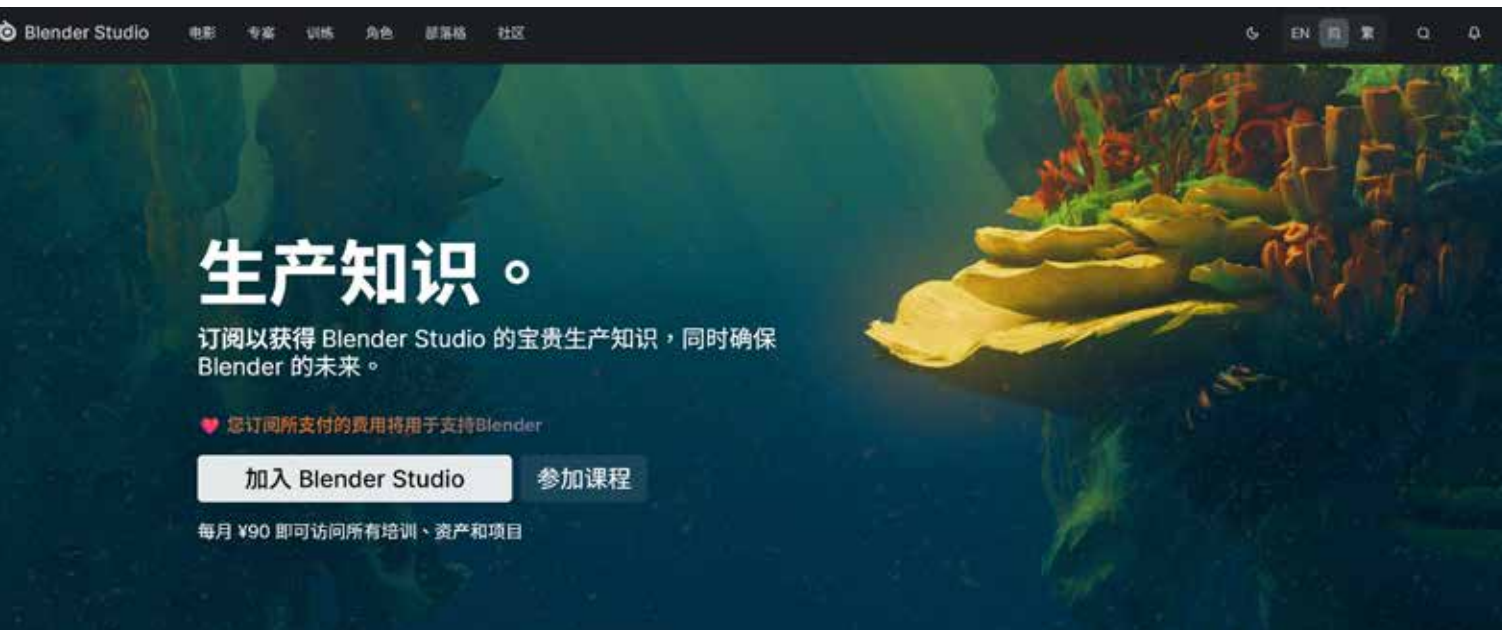 Blender Studio 电影 专案 训练 角色 部落格 社区 EN 简 繁
生产知识。
订阅以获得 Blender Studio 的宝贵生产知识，同时确保
Blender 的未来。
您订阅所支付的费用将用于支持Blender
加入 Blender Studio 参加课程
每月 ¥90 即可访问所有培训、资产和项目